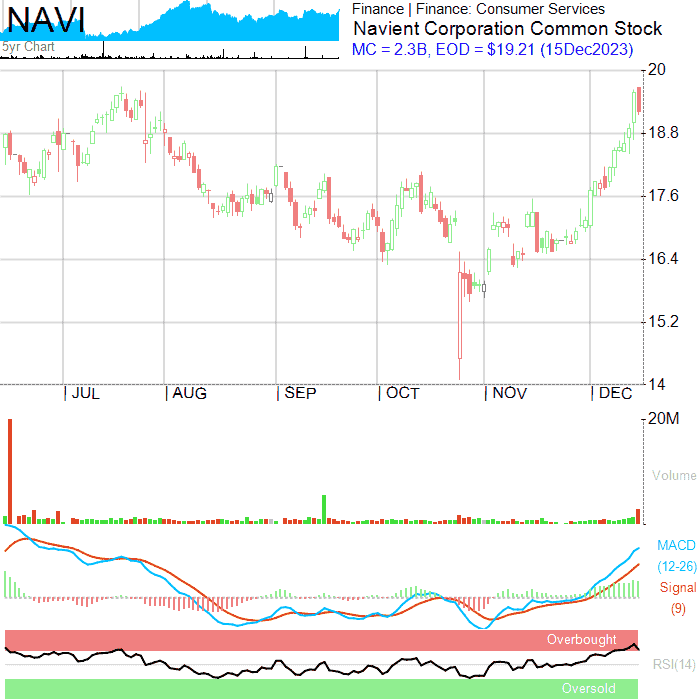 NAVI
5yr Chart
Finance | Finance: Consumer Services
Navient Corporation Common Stock
MC = 2.3B, EOD = $19.21 (15Dec2023)
20
18.8
17.6
16.4
15.2
14
JUL
AUG
SEP
OCT
NOV
DEC
20M
Volume
MACD
(12-26)
Signal
(9)
Overbought
RSI(14)
Oversold